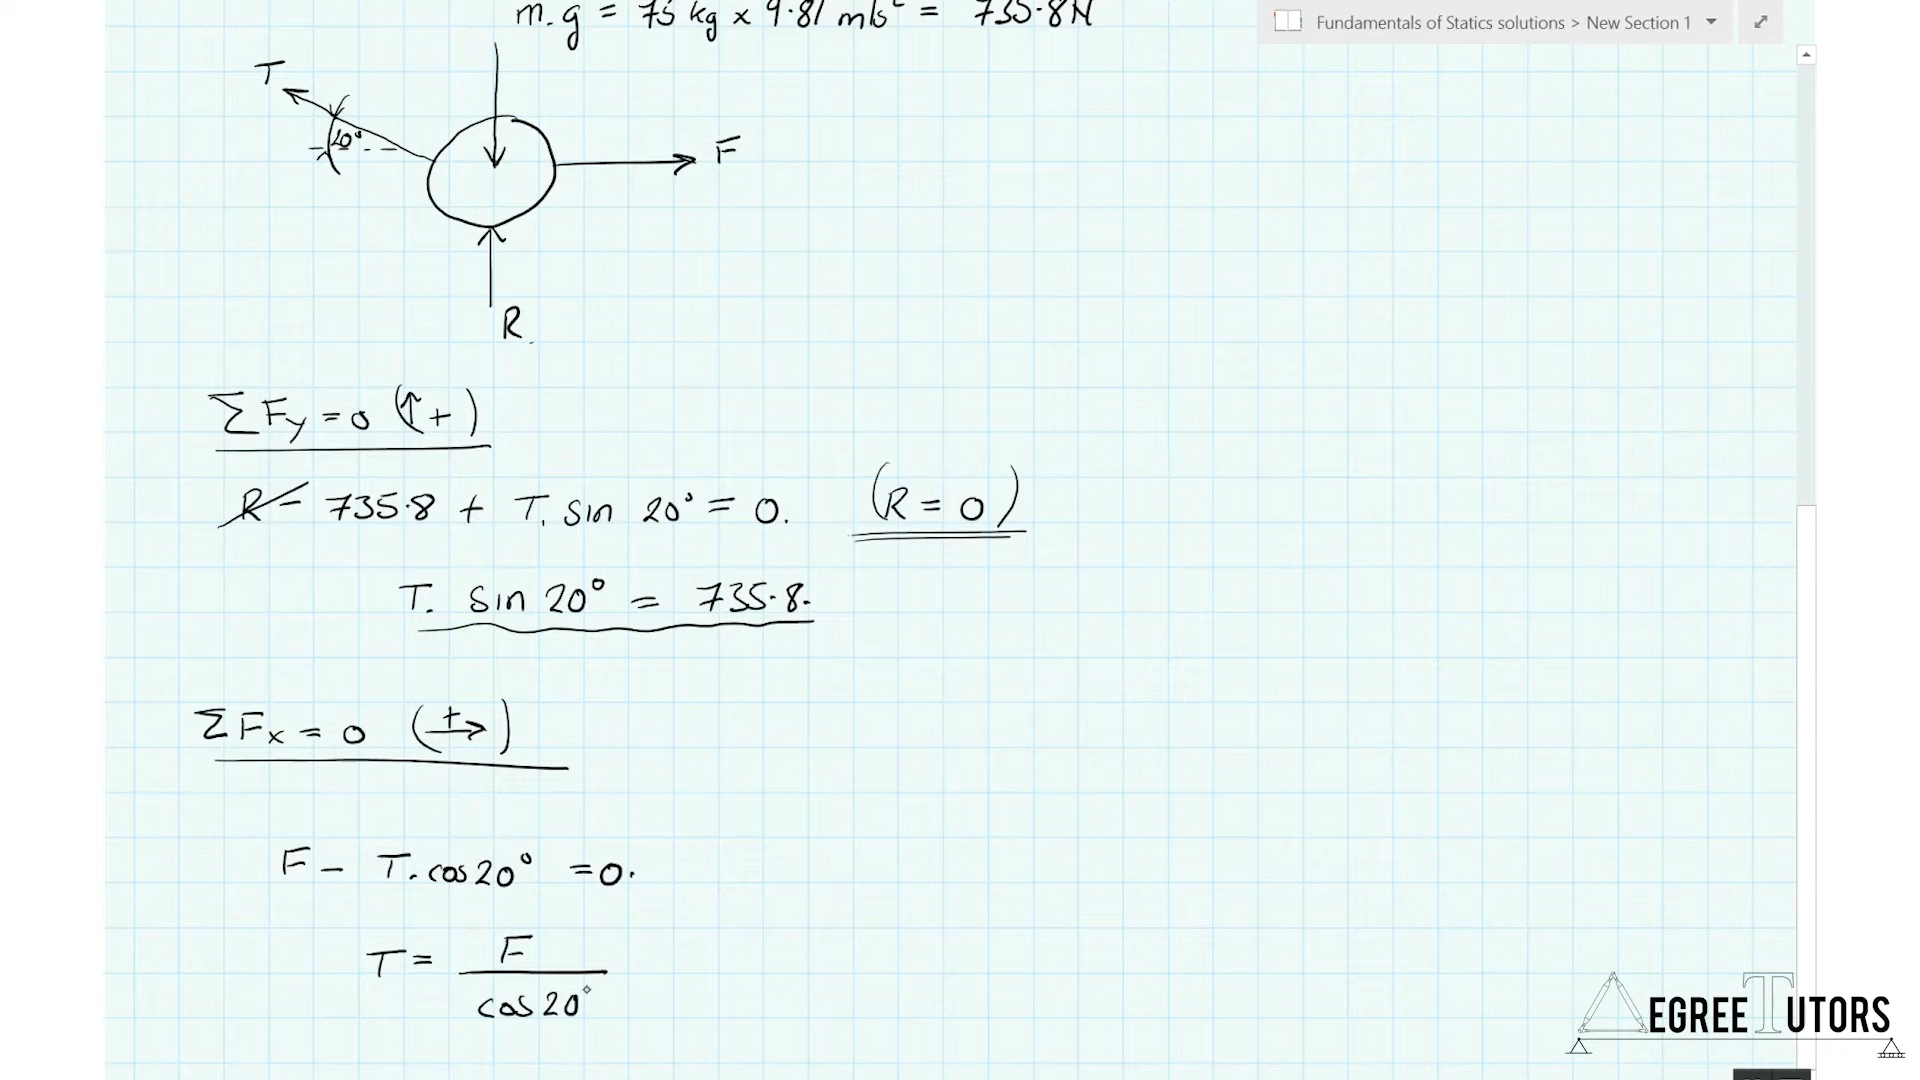 m.g = 75 kg x 9.81 m/s² = 735.8N
Fundamentals of Statics solutions > New Section 1
T
20°
F
R
ΣFy = 0 (↑+)
R - 735.8 + T. sin 20° = 0. (R = 0)
T. sin 20° = 735.8.
ΣFx = 0 (+→)
F - T. cos 20° = 0.
T = F
cos 20°
DEGREE TUTORS